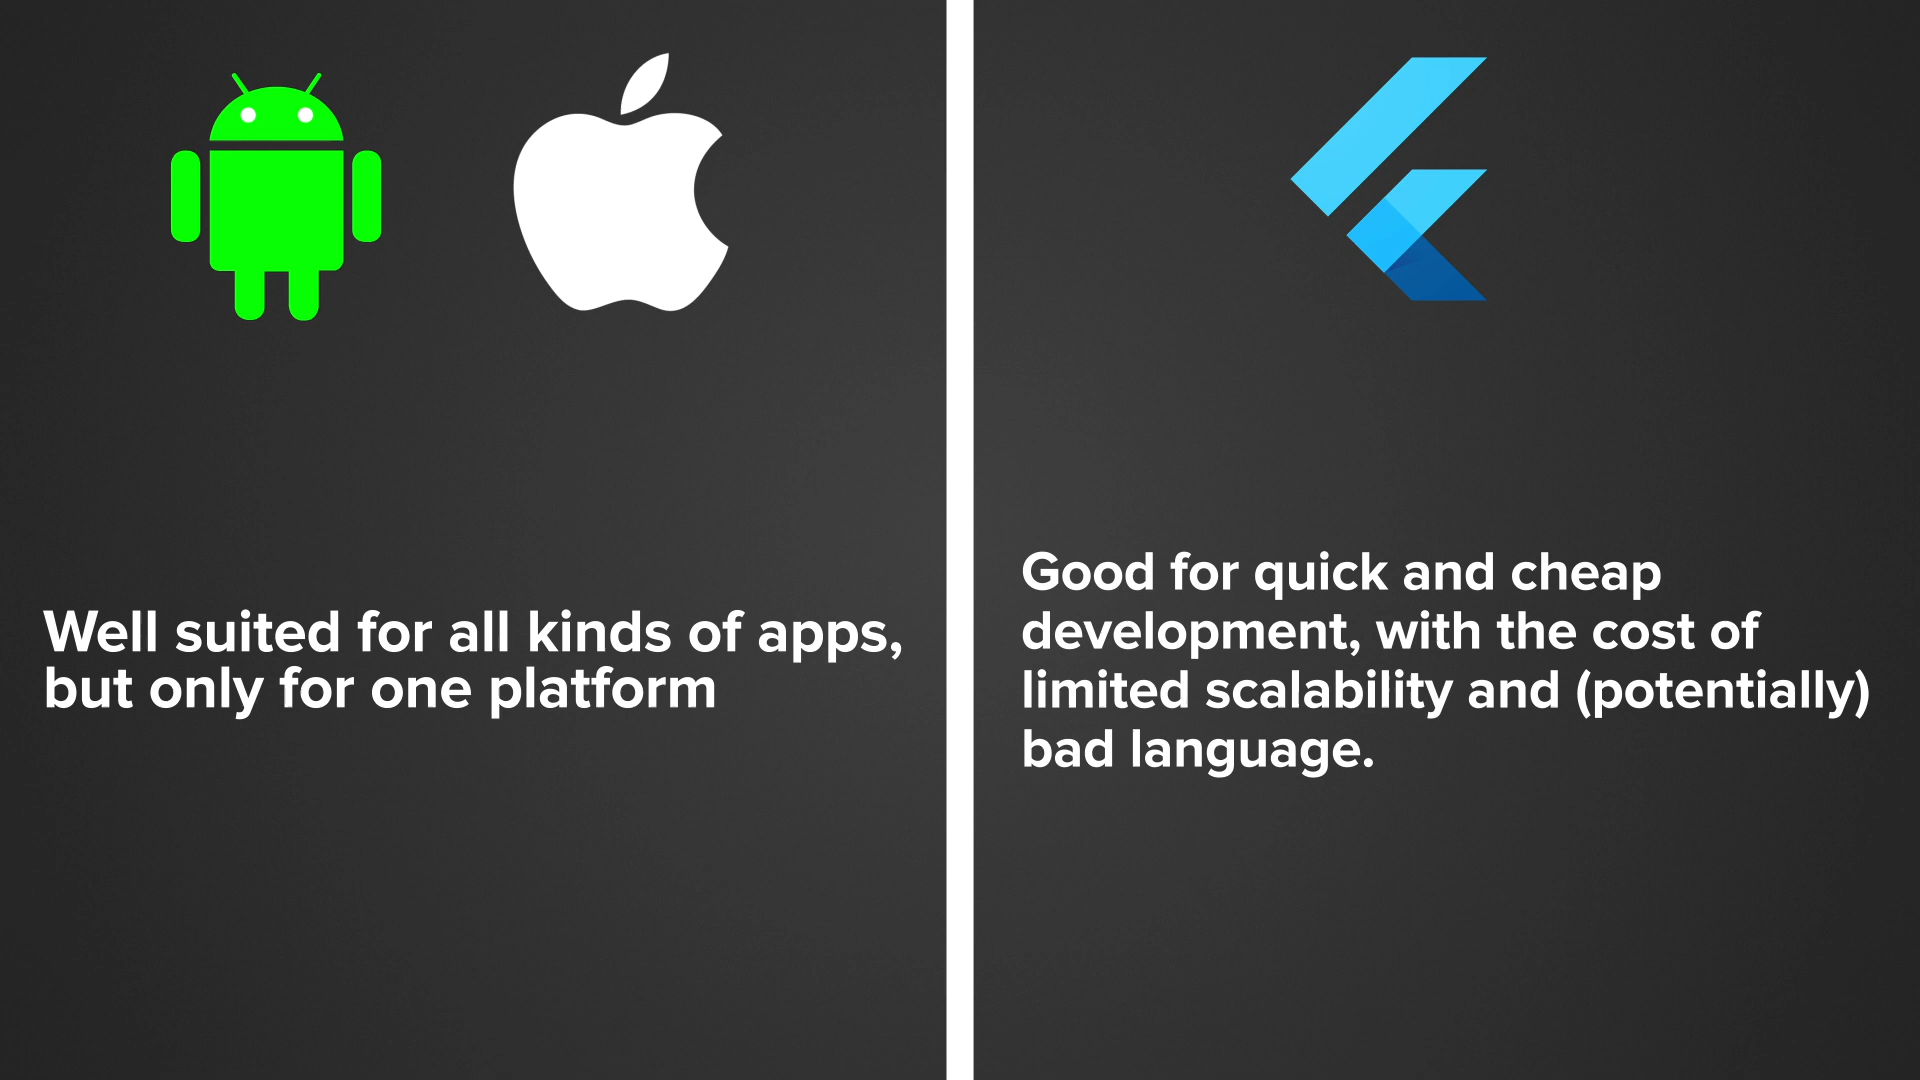 Well suited for all kinds of apps,
but only for one platform
Good for quick and cheap
development, with the cost of
limited scalability and (potentially)
bad language.